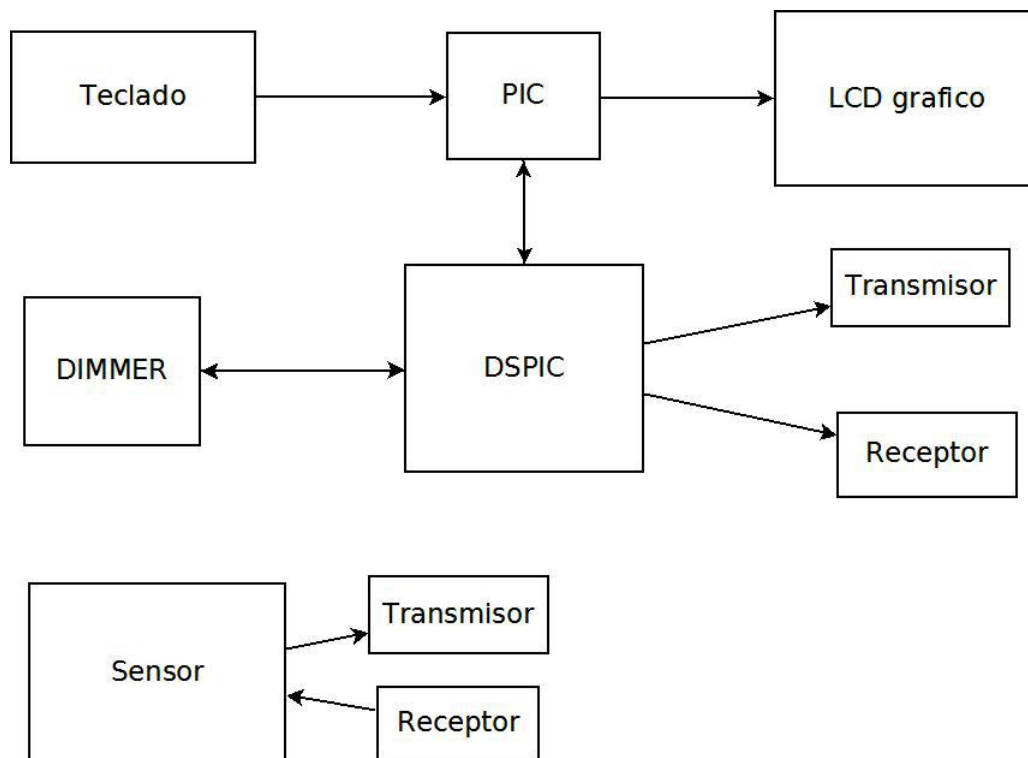 Teclado
PIC
LCD grafico
Transmisor
DIMMER
DSPIC
Receptor
Transmisor
Sensor
Receptor